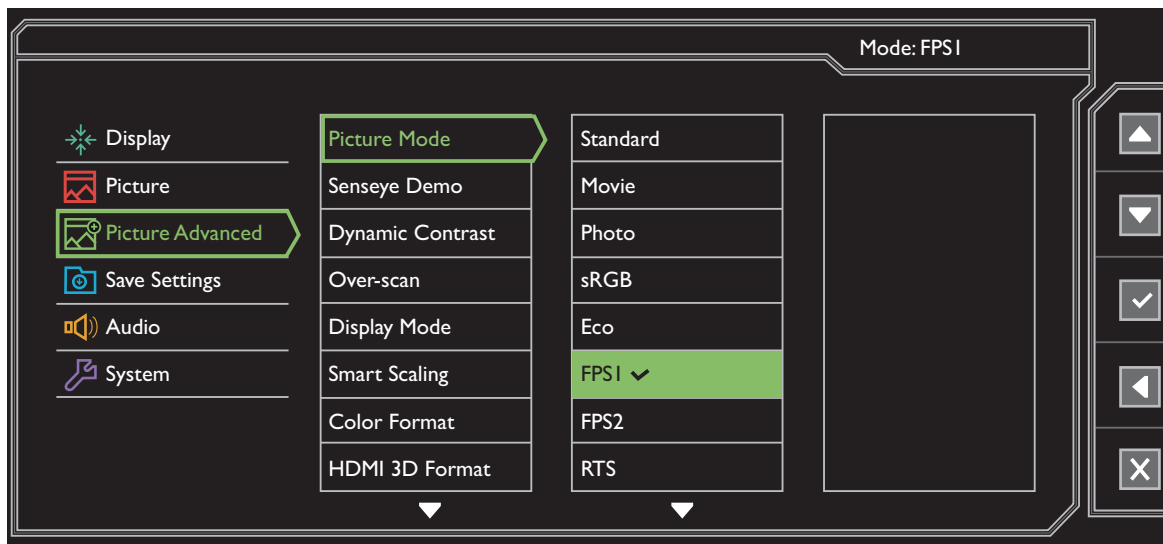 Mode: FPS1
Display
Picture
Picture Advanced
Save Settings
Audio
System
Picture Mode
Senseye Demo
Dynamic Contrast
Over-scan
Display Mode
Smart Scaling
Color Format
HDMI 3D Format
Standard
Movie
Photo
sRGB
Eco
FPS1
FPS2
RTS